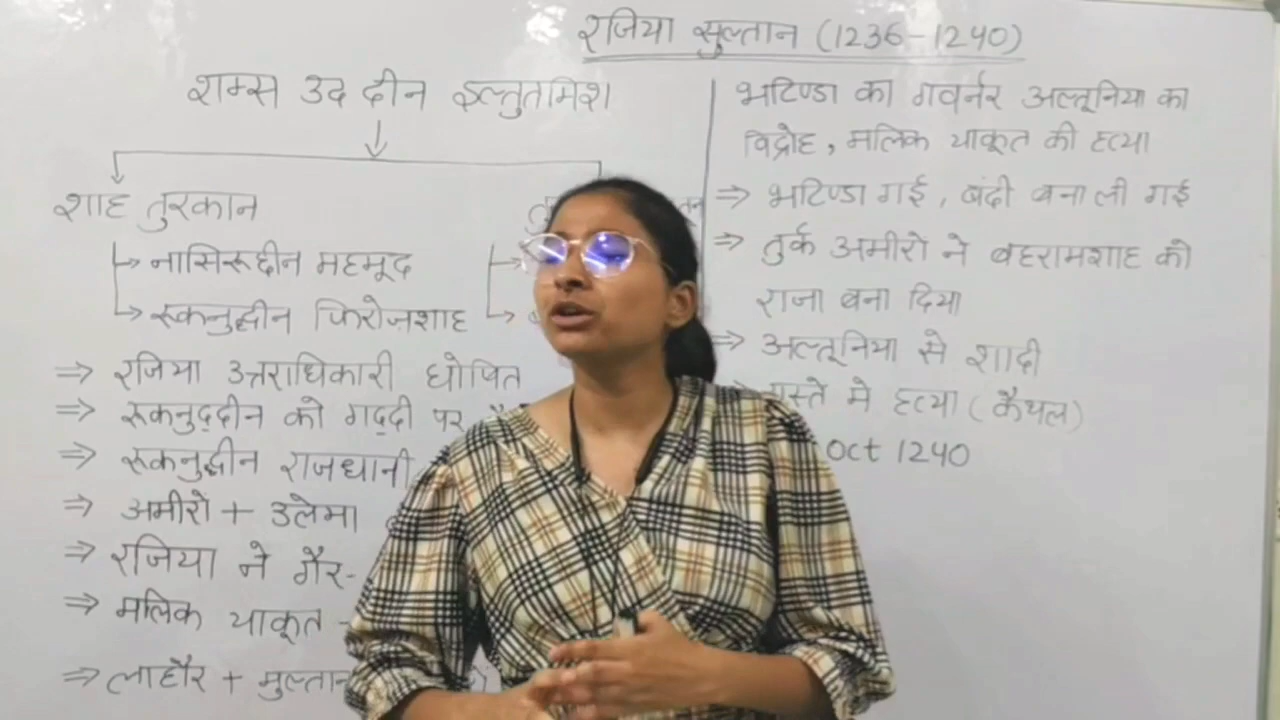 रजिया सुल्तान (1236-1240)
शम्स उद दीन इल्तुतमिश
शाह तुरकान
नासिरूद्दीन महमूद
रूकनुद्दीन फिरोजशाह
⇒ रजिया उत्तराधिकारी घोषित
⇒ रूकनुद्दीन को गद्दी पर
⇒ रूकनुद्दीन राजधानी
⇒ अमीरो + उलेमा
⇒ रजिया ने गैर-
⇒ मलिक याकूत -
⇒ लाहौर + मुल्तान
भटिण्डा का गवर्नर अल्तूनिया का
विद्रोह, मलिक याकूत की हत्या
⇒ भटिण्डा गई, बंदी बना ली गई
⇒ तुर्क अमीरो ने बहरामशाह को
राजा बना दिया
⇒ अल्तूनिया से शादी
मे हत्या (कैथल)
Oct 1240